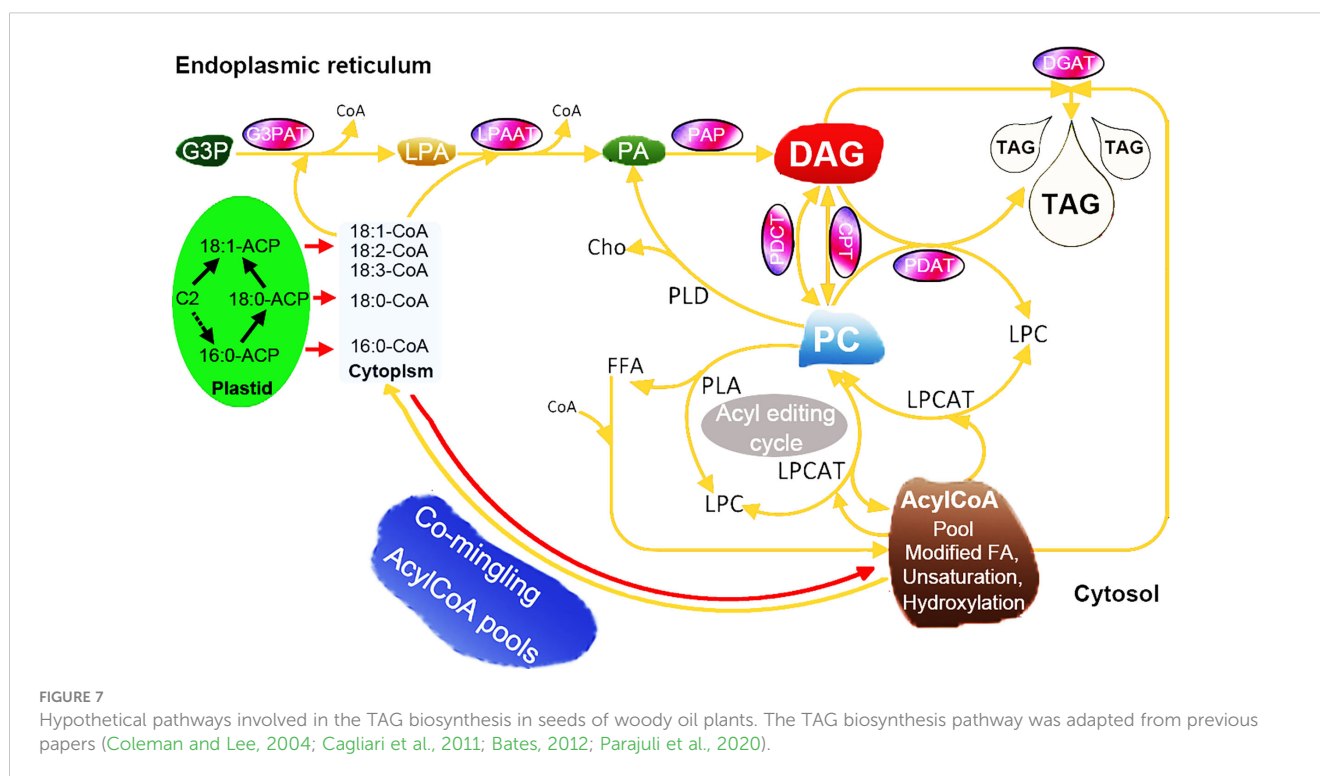 Endoplasmic reticulum
DGAT
CoA
CoA
G3PAT
LPAAT
PAP
G3P
LPA
PA
DAG
TAG
TAG
TAG
18:1-ACP
C2
18:0-ACP
16:0-ACP
Plastid
18:1-CoA
18:2-CoA
18:3-CoA
18:0-CoA
16:0-CoA
Cytoplsm
Cho
PLD
PDCT
CPT
PDAT
PC
LPC
FFA
PLA
CoA
Acyl editing
cycle
LPCAT
LPCAT
LPC
AcylCoA
Pool
Modified FA,
Unsaturation,
Hydroxylation
Cytosol
Co-mingling
AcylCoA pools
FIGURE 7
Hypothetical pathways involved in the TAG biosynthesis in seeds of woody oil plants. The TAG biosynthesis pathway was adapted from previous
papers (Coleman and Lee, 2004; Cagliari et al., 2011; Bates, 2012; Parajuli et al., 2020).